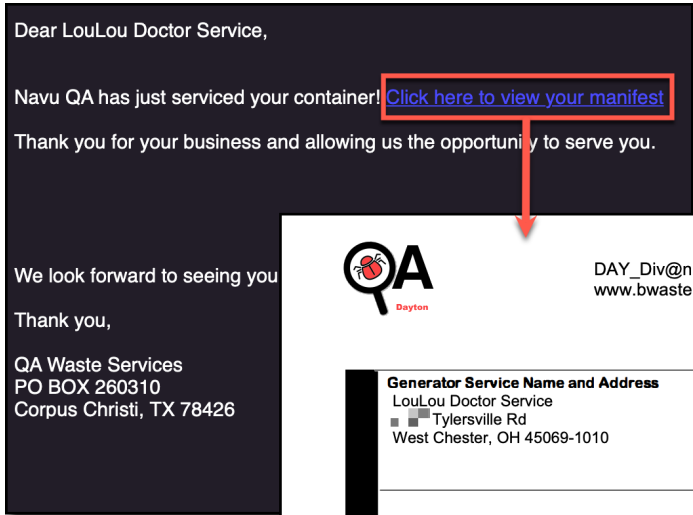 Dear LouLou Doctor Service,
Navu QA has just serviced your container! Click here to view your manifest
Thank you for your business and allowing us the opportunity to serve you.
We look forward to seeing you
Thank you,
QA Waste Services
PO BOX 260310
Corpus Christi, TX 78426
QA
Dayton
DAY_Div@n
www.bwaste
Generator Service Name and Address
LouLou Doctor Service
Tylersville Rd
West Chester, OH 45069-1010